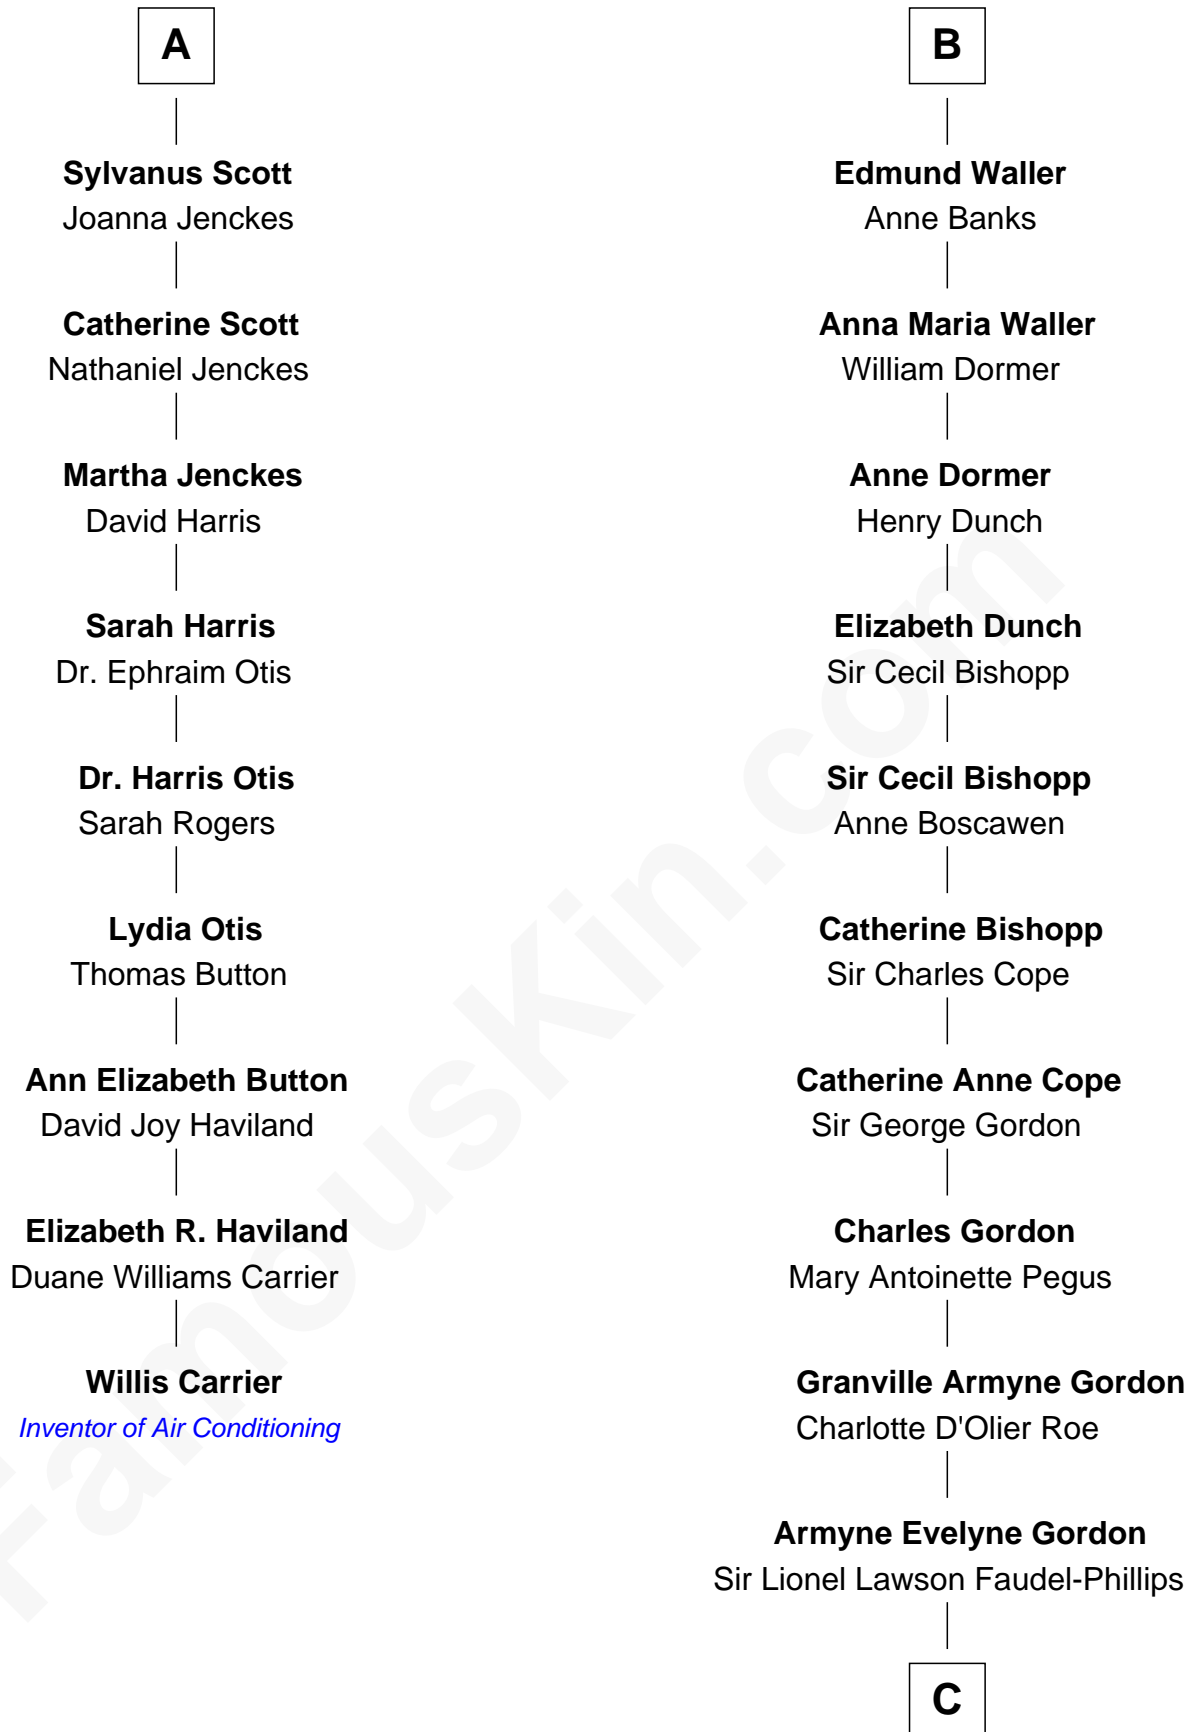 A
Sylvanus Scott
Joanna Jenckes
Catherine Scott
Nathaniel Jenckes
Martha Jenckes
David Harris
Sarah Harris
Dr. Ephraim Otis
Dr. Harris Otis
Sarah Rogers
Lydia Otis
Thomas Button
Ann Elizabeth Button
David Joy Haviland
Elizabeth R. Haviland
Duane Williams Carrier
Willis Carrier
Inventor of Air Conditioning
B
Edmund Waller
Anne Banks
Anna Maria Waller
William Dormer
Anne Dormer
Henry Dunch
Elizabeth Dunch
Sir Cecil Bishopp
Sir Cecil Bishopp
Anne Boscawen
Catherine Bishopp
Sir Charles Cope
Catherine Anne Cope
Sir George Gordon
Charles Gordon
Mary Antoinette Pegus
Granville Armyne Gordon
Charlotte D'Olier Roe
Armyne Evelyne Gordon
Sir Lionel Lawson Faudel-Phillips
C
FamousKin.com